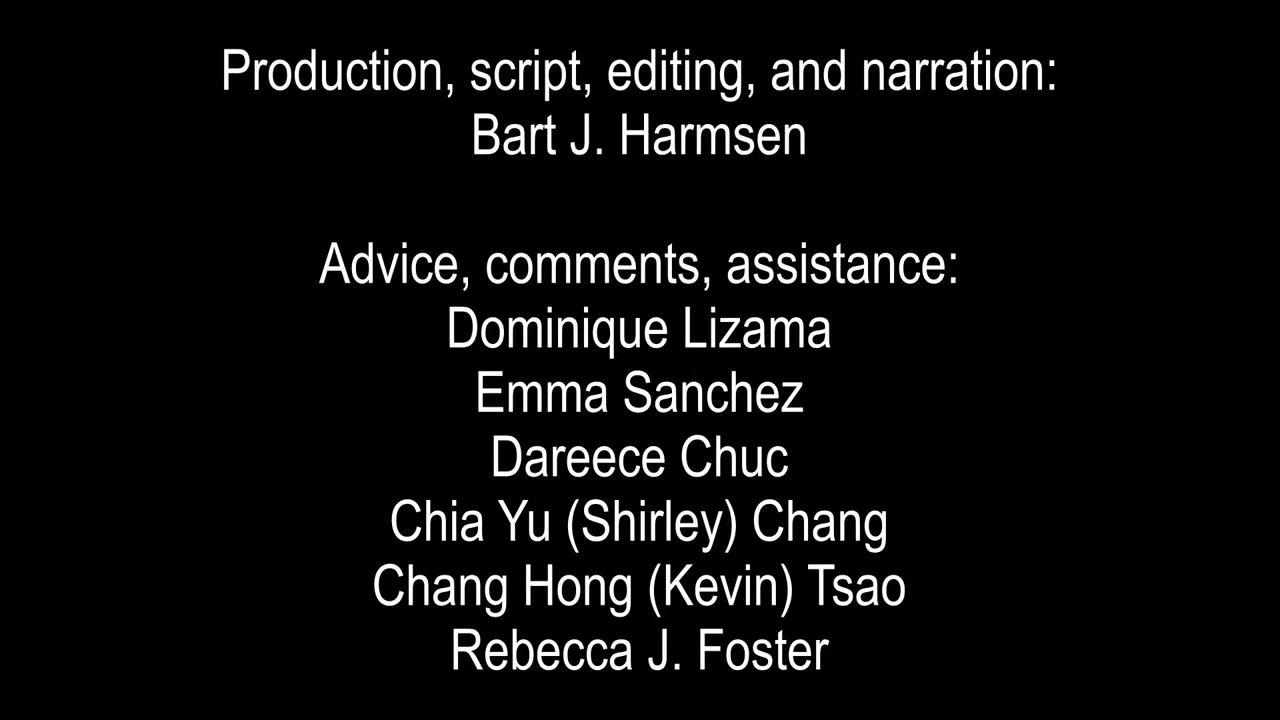 Production, script, editing, and narration:
Bart J. Harmsen
Advice, comments, assistance:
Dominique Lizama
Emma Sanchez
Dareece Chuc
Chia Yu (Shirley) Chang
Chang Hong (Kevin) Tsao
Rebecca J. Foster